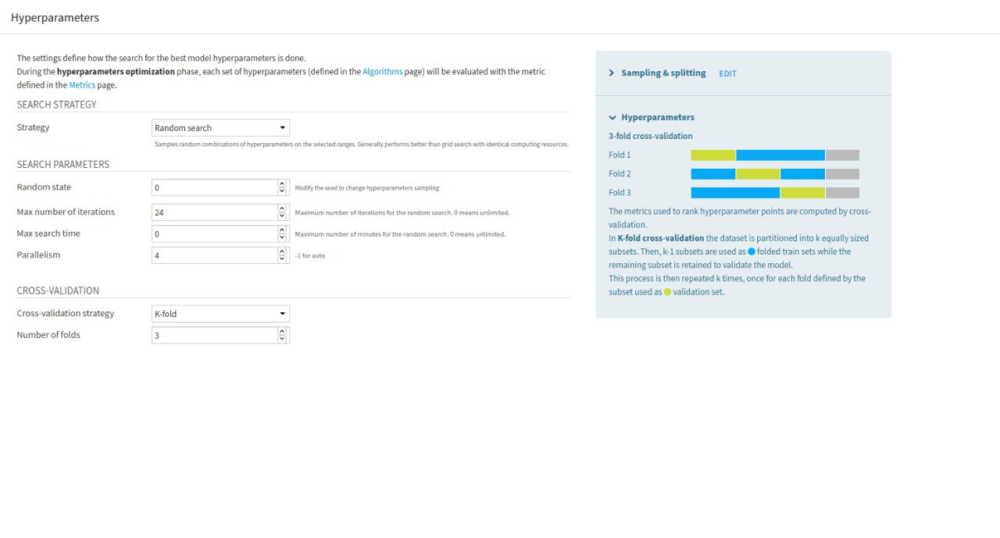 Hyperparameters
The settings define how the search for the best model hyperparameters is done.
During the hyperparameters optimization phase, each set of hyperparameters (defined in the Algorithms page) will be evaluated with the metric
defined in the Metrics page.
SEARCH STRATEGY
Strategy
Random search
Samples random combinations of hyperparameters on the selected ranges. Generally performs better than grid search with identical computing resources.
SEARCH PARAMETERS
Random state
0
Modify the seed to change hyperparameters sampling
Max number of iterations
24
Maximum number of iterations for the random search. 0 means unlimited.
Max search time
0
Maximum number of minutes for the random search. 0 means unlimited.
Parallelism
4
-1 for auto
CROSS-VALIDATION
Cross-validation strategy
K-fold
Number of folds
3
Sampling & splitting EDIT
Hyperparameters
3-fold cross-validation
Fold 1
Fold 2
Fold 3
The metrics used to rank hyperparameter points are computed by cross-
validation.
In K-fold cross-validation the dataset is partitioned into k equally sized
subsets. Then, k-1 subsets are used as folded train sets while the
remaining subset is retained to validate the model.
This process is then repeated k times, once for each fold defined by the
subset used as validation set.